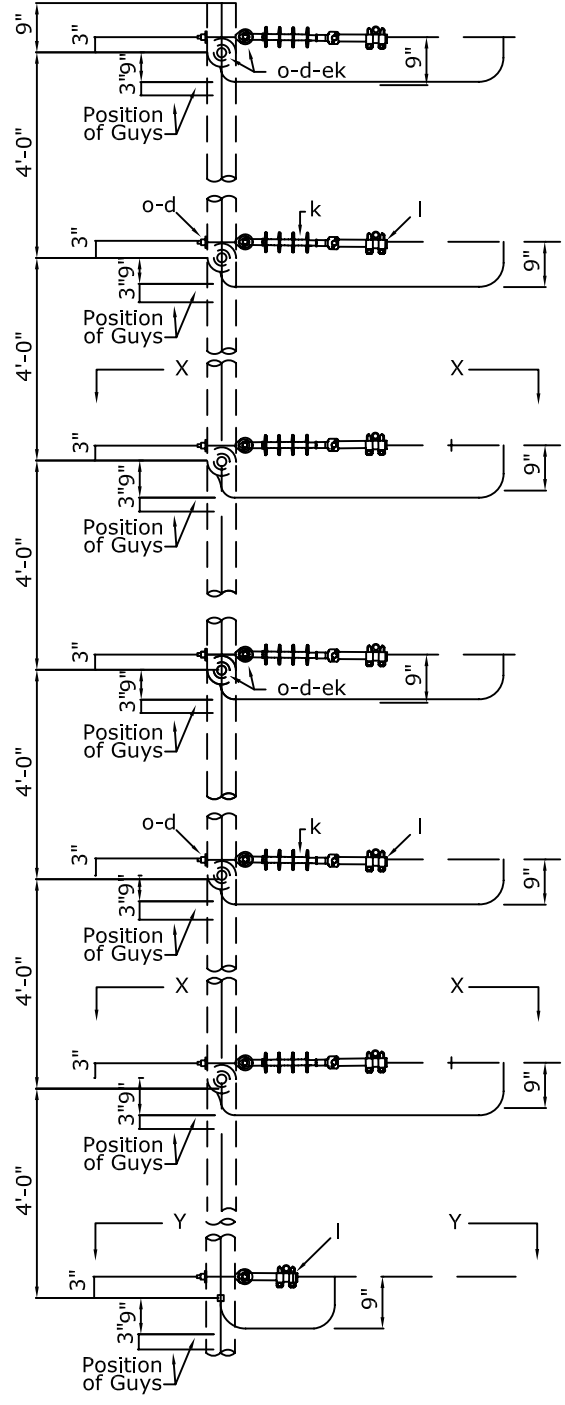 9"
3"
9"
o-d-ek
3"9"
Position
of Guys
4'-0"
o-d
k
l
3"
9"
3"9"
Position
of Guys
4'-0"
X
X
3"
9"
3"9"
Position
of Guys
4'-0"
3"
9"
o-d-ek
3"9"
Position
of Guys
4'-0"
o-d
k
l
3"
9"
3"9"
Position
of Guys
4'-0"
X
X
3"
9"
3"9"
Position
of Guys
4'-0"
Y
Y
l
3"
9"
3"9"
Position
of Guys